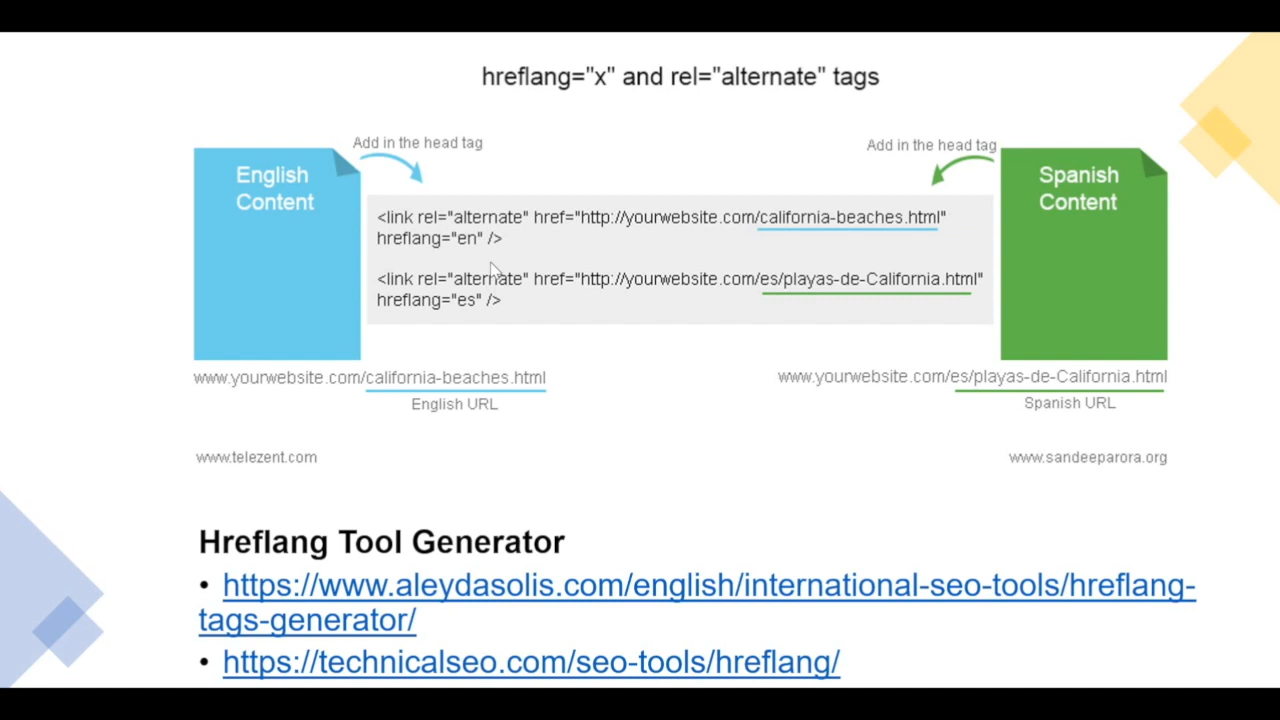 hreflang="x" and rel="alternate" tags
Add in the head tag
Add in the head tag
English
Content
Spanish
Content
<link rel="alternate" href="http://yourwebsite.com/california-beaches.html"
hreflang="en" />
<link rel="alternate" href="http://yourwebsite.com/es/playas-de-California.html"
hreflang="es" />
www.yourwebsite.com/california-beaches.html
English URL
www.yourwebsite.com/es/playas-de-California.html
Spanish URL
www.telezent.com
www.sandeeparora.org
Hreflang Tool Generator
• https://www.aleydasolis.com/english/international-seo-tools/hreflang-
tags-generator/
• https://technicalseo.com/seo-tools/hreflang/